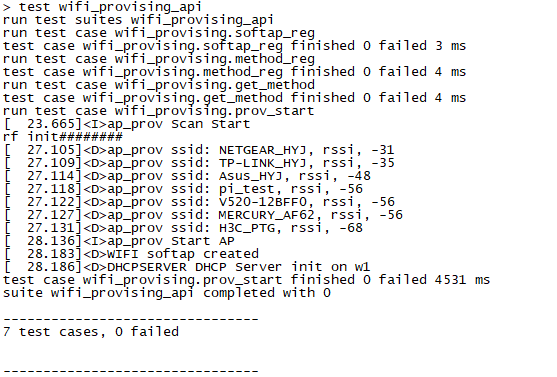 > test wifi_provising_api
run test suites wifi_provising_api
run test case wifi_provising.softap_reg
test case wifi_provising.softap_reg finished 0 failed 3 ms
run test case wifi_provising.method_reg
test case wifi_provising.method_reg finished 0 failed 4 ms
run test case wifi_provising.get_method
test case wifi_provising.get_method finished 0 failed 4 ms
run test case wifi_provising.prov_start
[  23.665]<I>ap_prov Scan Start
rf init########
[  27.105]<D>ap_prov ssid: NETGEAR_HYJ, rssi, -31
[  27.109]<D>ap_prov ssid: TP-LINK_HYJ, rssi, -35
[  27.114]<D>ap_prov ssid: Asus_HYJ, rssi, -48
[  27.118]<D>ap_prov ssid: pi_test, rssi, -56
[  27.122]<D>ap_prov ssid: V520-12BFF0, rssi, -56
[  27.127]<D>ap_prov ssid: MERCURY_AF62, rssi, -56
[  27.131]<D>ap_prov ssid: H3C_PTG, rssi, -68
[  28.136]<I>ap_prov Start AP
[  28.183]<D>WIFI softap created
[  28.186]<D>DHCPSERVER DHCP Server init on w1
test case wifi_provising.prov_start finished 0 failed 4531 ms
suite wifi_provising_api completed with 0
--------------------------------
7 test cases, 0 failed
--------------------------------